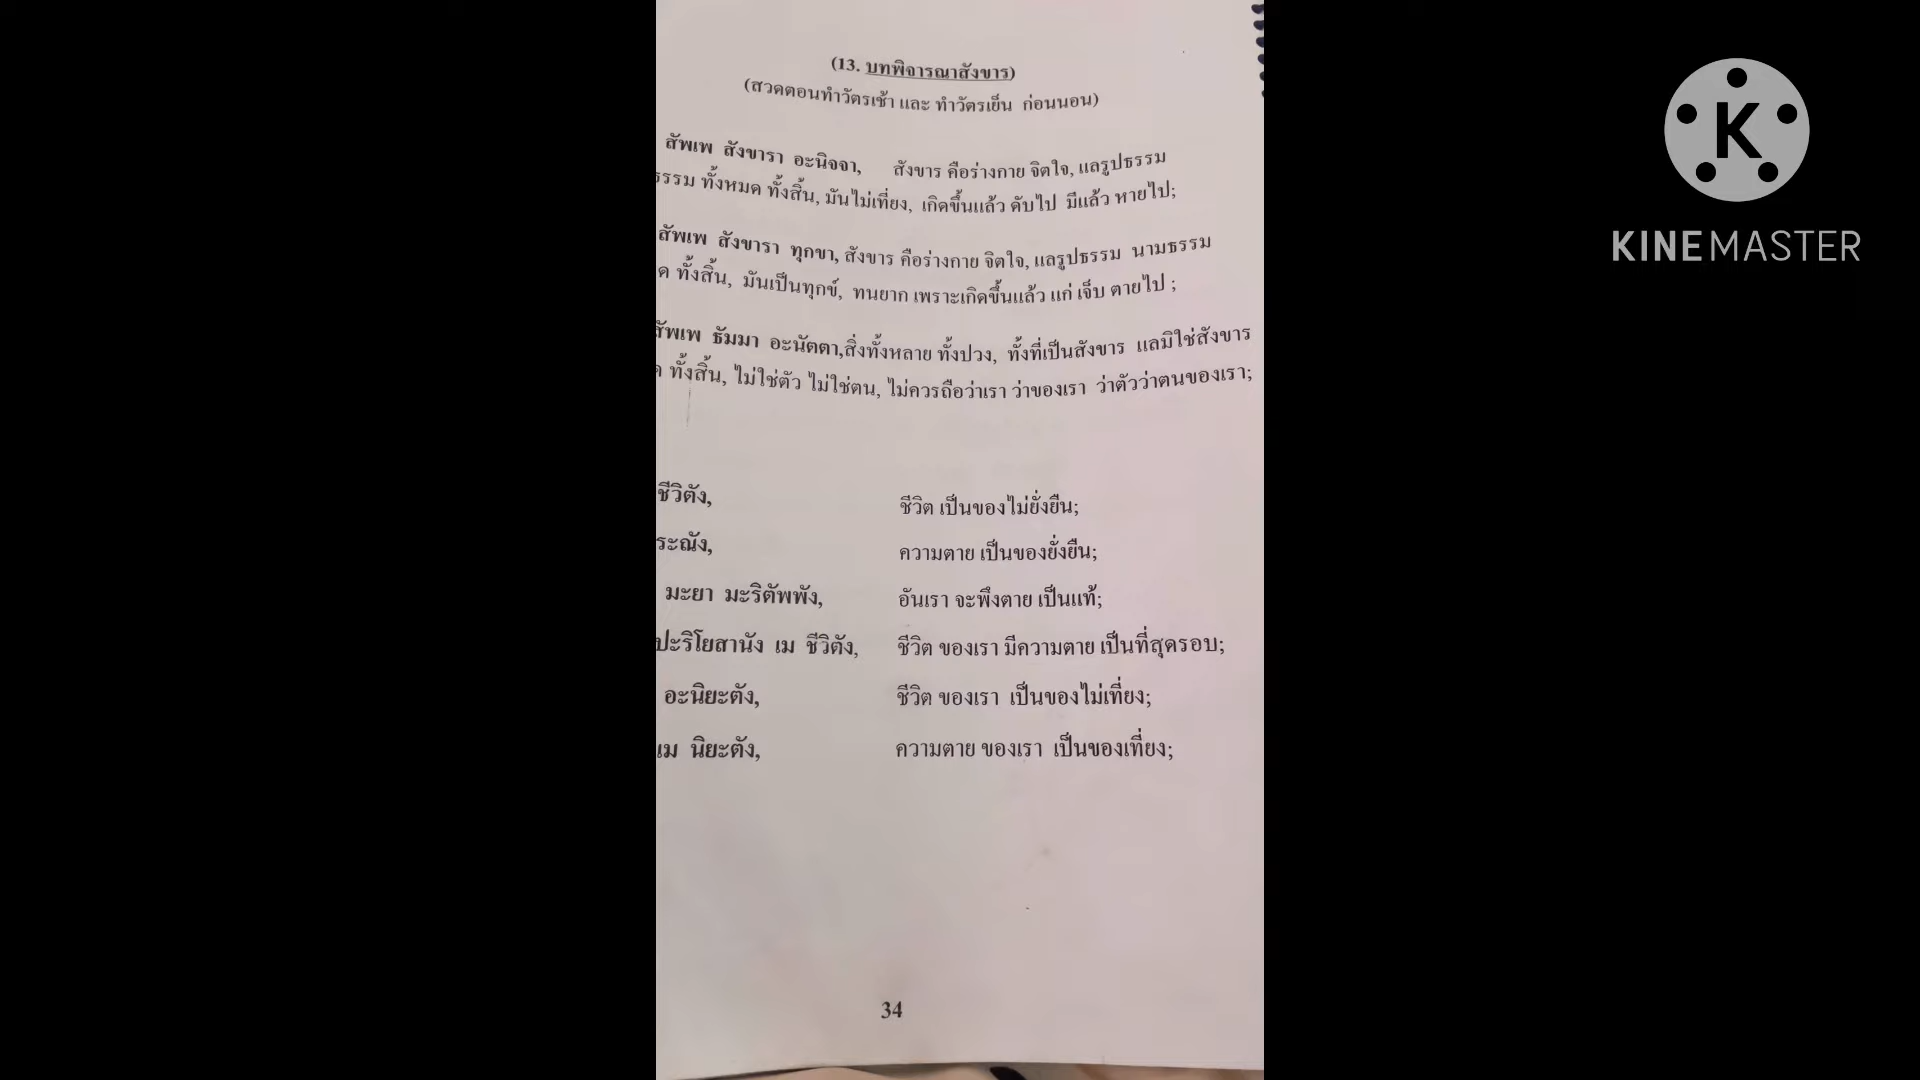 (13. บทพิจารณาสังขาร)
(สวดตอนทำวัตรเช้า และ ทำวัตรเย็น ก่อนนอน)
สัพเพ สังขารา อะนิจจา, สังขาร คือร่างกาย จิตใจ, แลรูปธรรม
ธรรม ทั้งหมด ทั้งสิ้น, มันไม่เที่ยง, เกิดขึ้นแล้ว ดับไป มีแล้ว หายไป;
สัพเพ สังขารา ทุกขา, สังขาร คือร่างกาย จิตใจ, แลรูปธรรม นามธรรม
ด ทั้งสิ้น, มันเป็นทุกข์, ทนยาก เพราะเกิดขึ้นแล้ว แก่ เจ็บ ตายไป ;
สัพเพ ธัมมา อะนัตตา,สิ่งทั้งหลาย ทั้งปวง, ทั้งที่เป็นสังขาร แลมิใช่สังขาร
ด ทั้งสิ้น, ไม่ใช่ตัว ไม่ใช่ตน, ไม่ควรถือว่าเรา ว่าของเรา ว่าตัวว่าตนของเรา;
ชีวิตัง, ชีวิต เป็นของไม่ยั่งยืน;
ระณัง, ความตาย เป็นของยั่งยืน;
มะยา มะริตัพพัง, อันเรา จะพึงตาย เป็นแท้;
ปะริโยสานัง เม ชีวิตัง, ชีวิต ของเรา มีความตาย เป็นที่สุดรอบ;
อะนิยะตัง, ชีวิต ของเรา เป็นของไม่เที่ยง;
เม นิยะตัง, ความตาย ของเรา เป็นของเที่ยง;
34
K
KINEMASTER